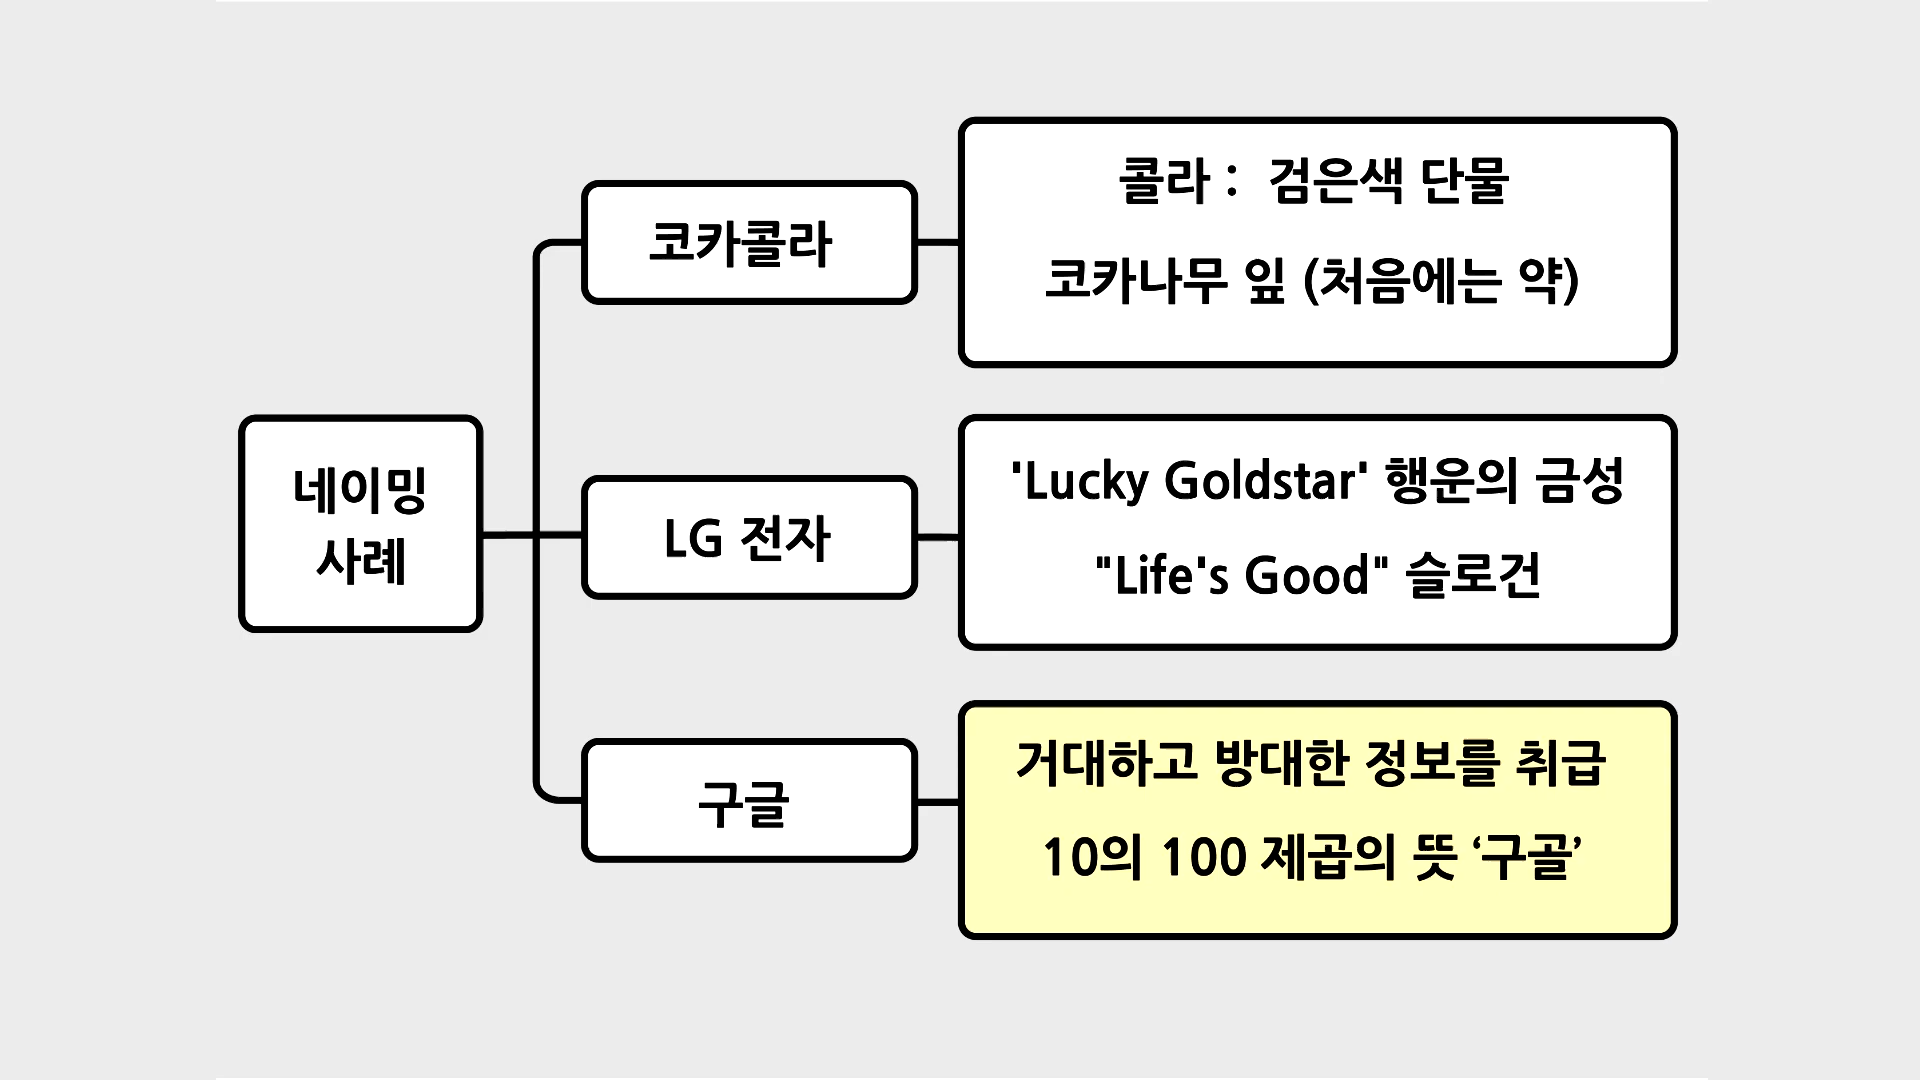 네이밍
사례
코카콜라
콜라 : 검은색 단물
코카나무 잎 (처음에는 약)
LG 전자
'Lucky Goldstar' 행운의 금성
"Life's Good" 슬로건
구글
거대하고 방대한 정보를 취급
10의 100 제곱의 뜻 ‘구골’